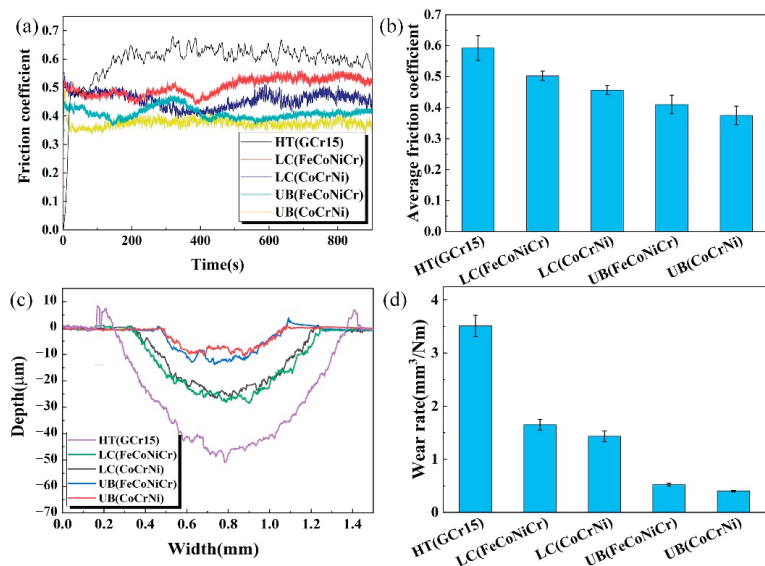 (a)
Friction coefficient
0.7
0.6
0.5
0.4
0.3
0.2
0.1
0.0
0 200 400 600 800
Time(s)
HT(GCr15)
LC(FeCoNiCr)
LC(CoCrNi)
UB(FeCoNiCr)
UB(CoCrNi)
(b)
Average friction coefficient
0.7
0.6
0.5
0.4
0.3
0.2
0.1
0.0
HT(GCr15) LC(FeCoNiCr) LC(CoCrNi) UB(FeCoNiCr) UB(CoCrNi)
(c)
Depth(μm)
10
0
-10
-20
-30
-40
-50
-60
-70
0.0 0.2 0.4 0.6 0.8 1.0 1.2 1.4
Width(mm)
HT(GCr15)
LC(FeCoNiCr)
LC(CoCrNi)
UB(FeCoNiCr)
UB(CoCrNi)
(d)
Wear rate(mm³/Nm)
3
2
1
0
HT(GCr15) LC(FeCoNiCr) LC(CoCrNi) UB(FeCoNiCr) UB(CoCrNi)